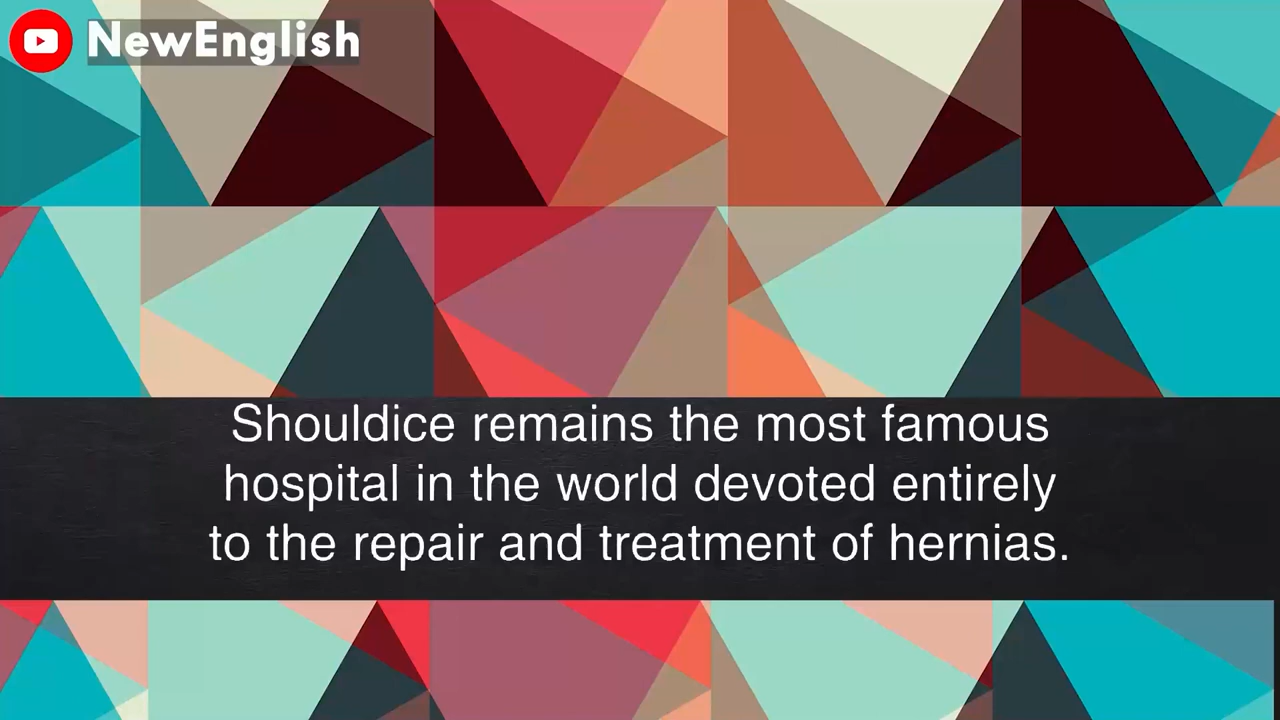 NewEnglish
Shouldice remains the most famous
hospital in the world devoted entirely
to the repair and treatment of hernias.